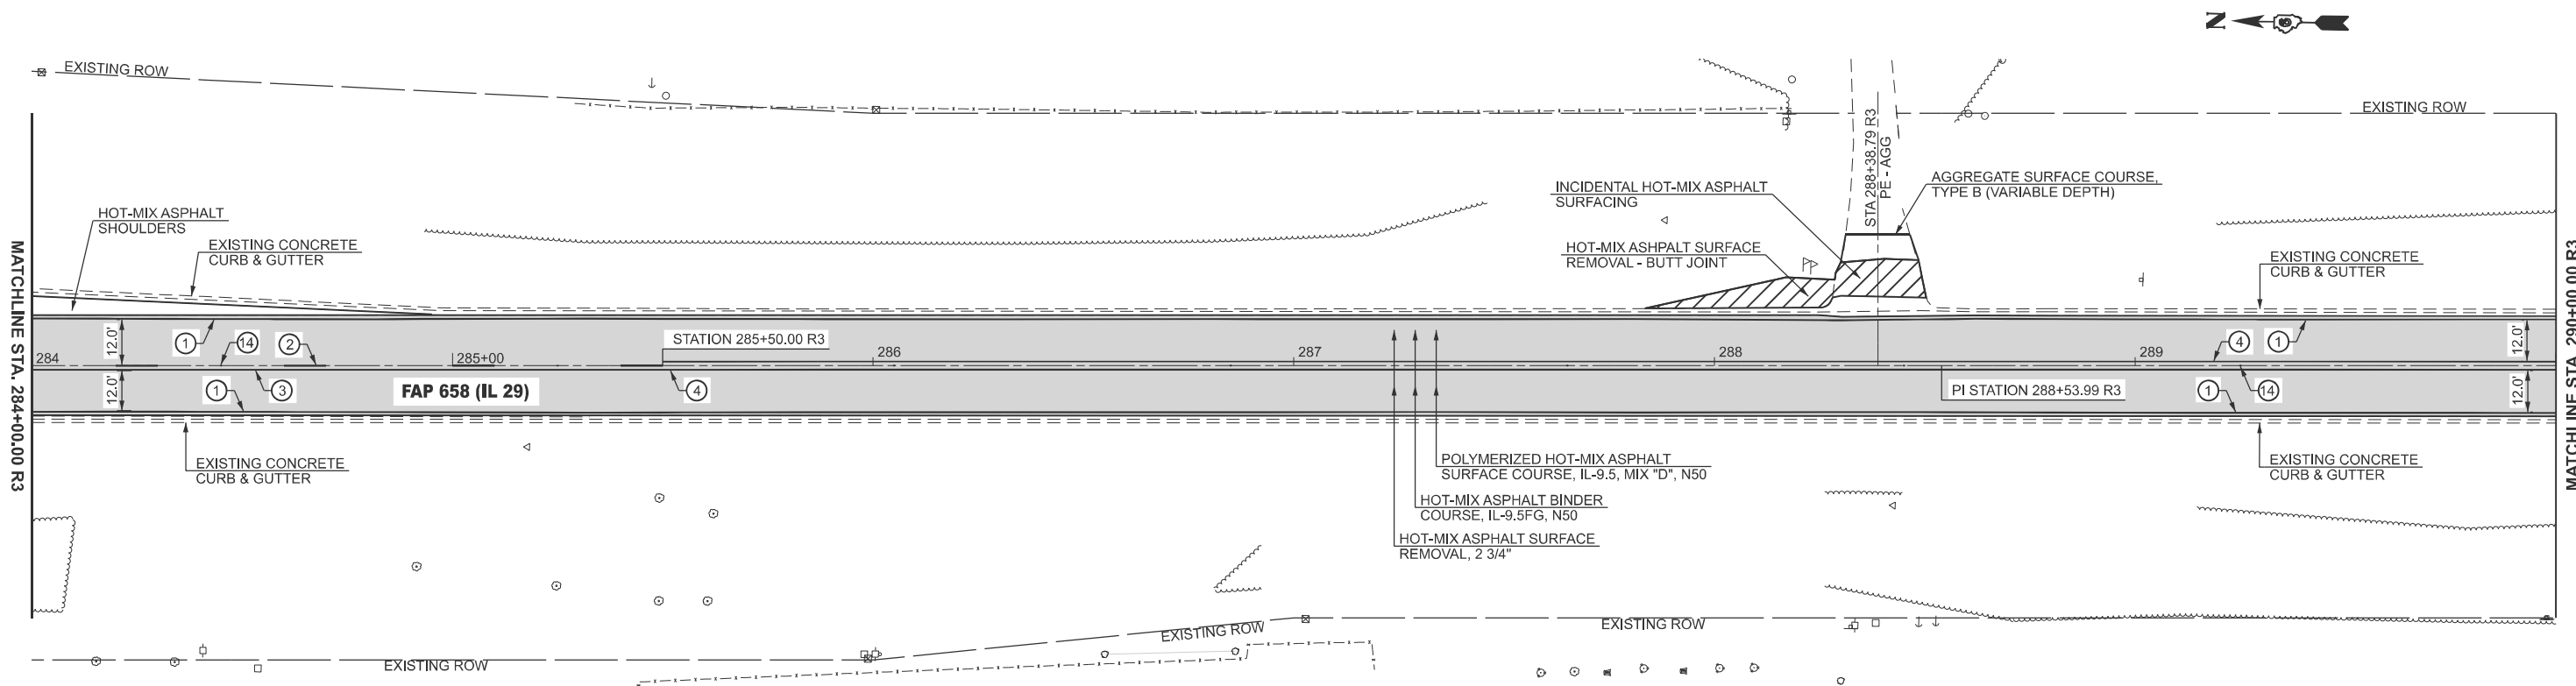 N
EXISTING ROW
EXISTING ROW
STA 288+38.79 R3
PE - AGG
INCIDENTAL HOT-MIX ASPHALT
SURFACING
AGGREGATE SURFACE COURSE,
TYPE B (VARIABLE DEPTH)
HOT-MIX ASPHALT
SHOULDERS
EXISTING CONCRETE
CURB & GUTTER
HOT-MIX ASHPALT SURFACE
REMOVAL - BUTT JOINT
EXISTING CONCRETE
CURB & GUTTER
MATCHLINE STA. 284+00.00 R3
MATCHLINE STA. 290+00.00 R3
12.0'
1
14
2
STATION 285+50.00 R3
4
1
12.0'
284
285+00
286
287
288
289
12.0'
1
3
FAP 658 (IL 29)
4
PI STATION 288+53.99 R3
1
14
12.0'
EXISTING CONCRETE
CURB & GUTTER
POLYMERIZED HOT-MIX ASPHALT
SURFACE COURSE, IL-9.5, MIX "D", N50
HOT-MIX ASPHALT BINDER
COURSE, IL-9.5FG, N50
HOT-MIX ASPHALT SURFACE
REMOVAL, 2 3/4"
EXISTING CONCRETE
CURB & GUTTER
EXISTING ROW
EXISTING ROW
EXISTING ROW